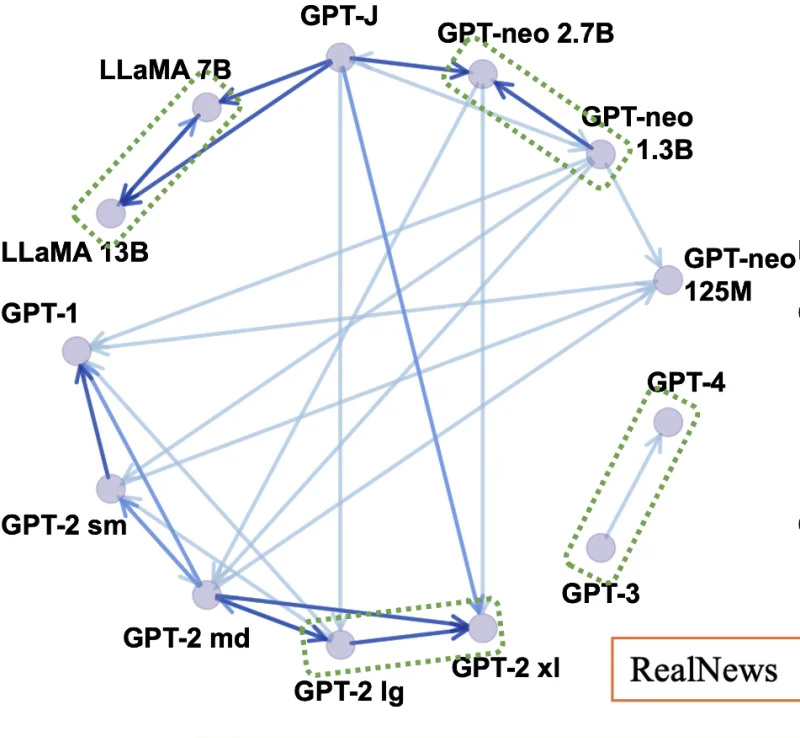 GPT-J
GPT-neo 2.7B
LLaMA 7B
GPT-neo
1.3B
LLaMA 13B
GPT-neo
125M
GPT-1
GPT-4
GPT-2 sm
GPT-3
GPT-2 md
GPT-2 xl
RealNews
GPT-2 lg